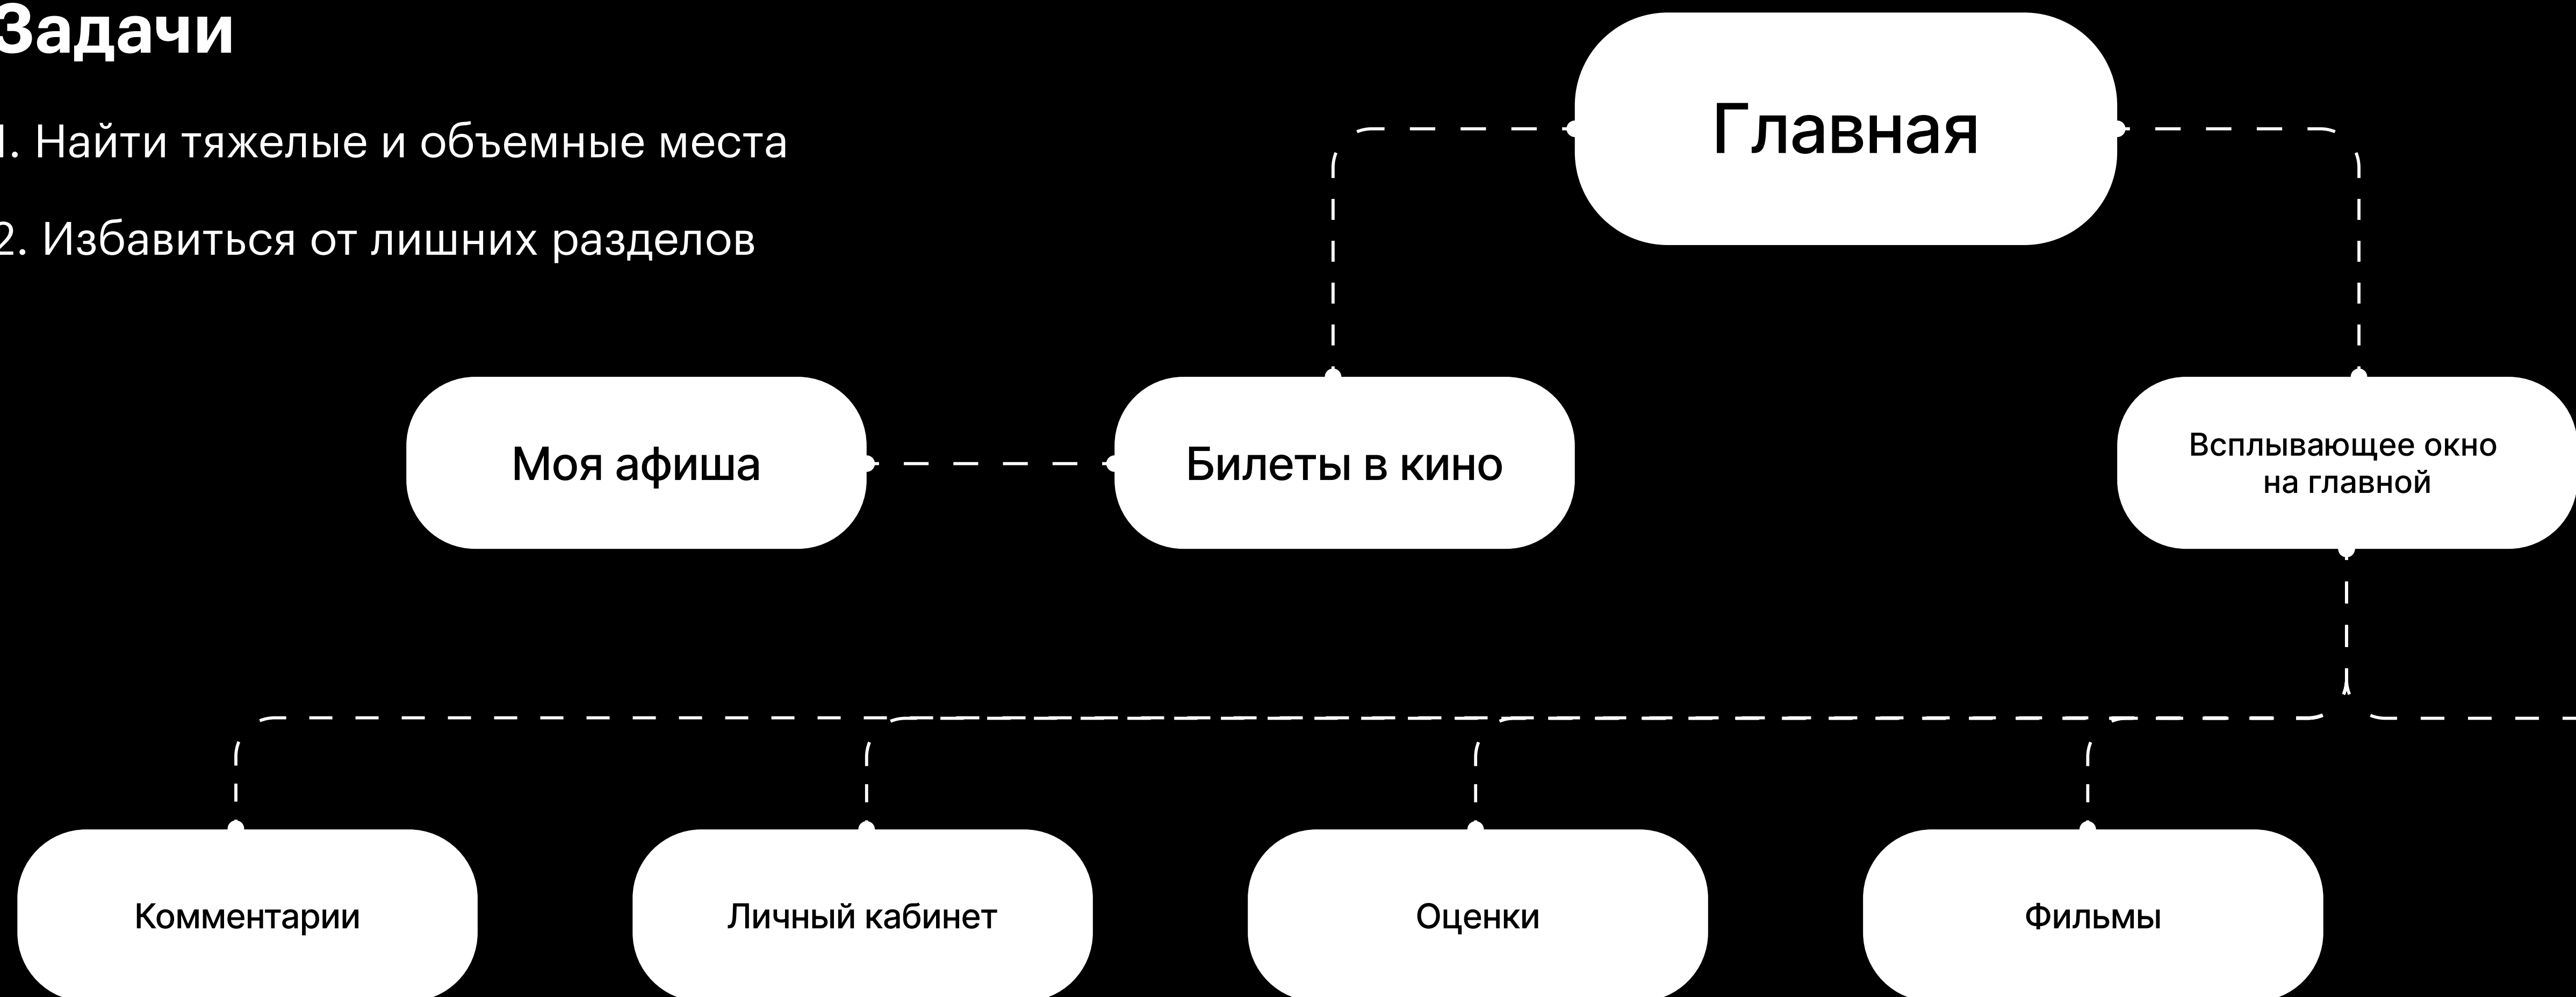 Задачи
1. Найти тяжелые и объемные места
2. Избавиться от лишних разделов
Главная
Моя афиша
Билеты в кино
Всплывающее окно
на главной
Комментарии
Личный кабинет
Оценки
Фильмы